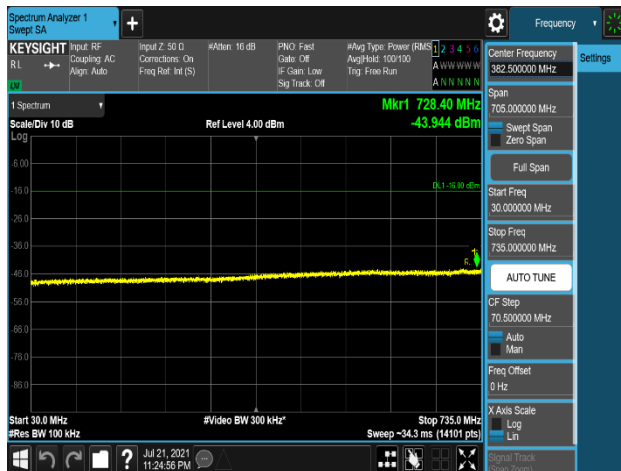 Spectrum Analyzer 1
Swept SA
+
Frequency
KEYSIGHT
RL
Input: RF
Coupling: AC
Align: Auto
Input Z: 50 Ω
Corrections: On
Freq Ref: Int (S)
#Atten: 16 dB
PNO: Fast
Gate: Off
IF Gain: Low
Sig Track: Off
#Avg Type: Power (RMS
Avg|Hold: 100/100
Trig: Free Run
1 2 3 4 5 6
A W W W W W
A N N N N N
Settings
Center Frequency
382.500000 MHz
Span
705.000000 MHz
Swept Span
Zero Span
Full Span
Start Freq
30.000000 MHz
Stop Freq
735.000000 MHz
AUTO TUNE
CF Step
70.500000 MHz
Auto
Man
Freq Offset
0 Hz
X Axis Scale
Log
Lin
Signal Track
(Span Zoom)
1 Spectrum
Scale/Div 10 dB
Log
Ref Level 4.00 dBm
Mkr1 728.40 MHz
-43.944 dBm
-6.00
-16.0
DL1 -16.00 dBm
-26.0
-36.0
-46.0
-56.0
-66.0
-76.0
-86.0
Start 30.0 MHz
#Res BW 100 kHz
#Video BW 300 kHz*
Stop 735.0 MHz
Sweep ~34.3 ms (14101 pts)
?
Jul 21, 2021
11:24:56 PM